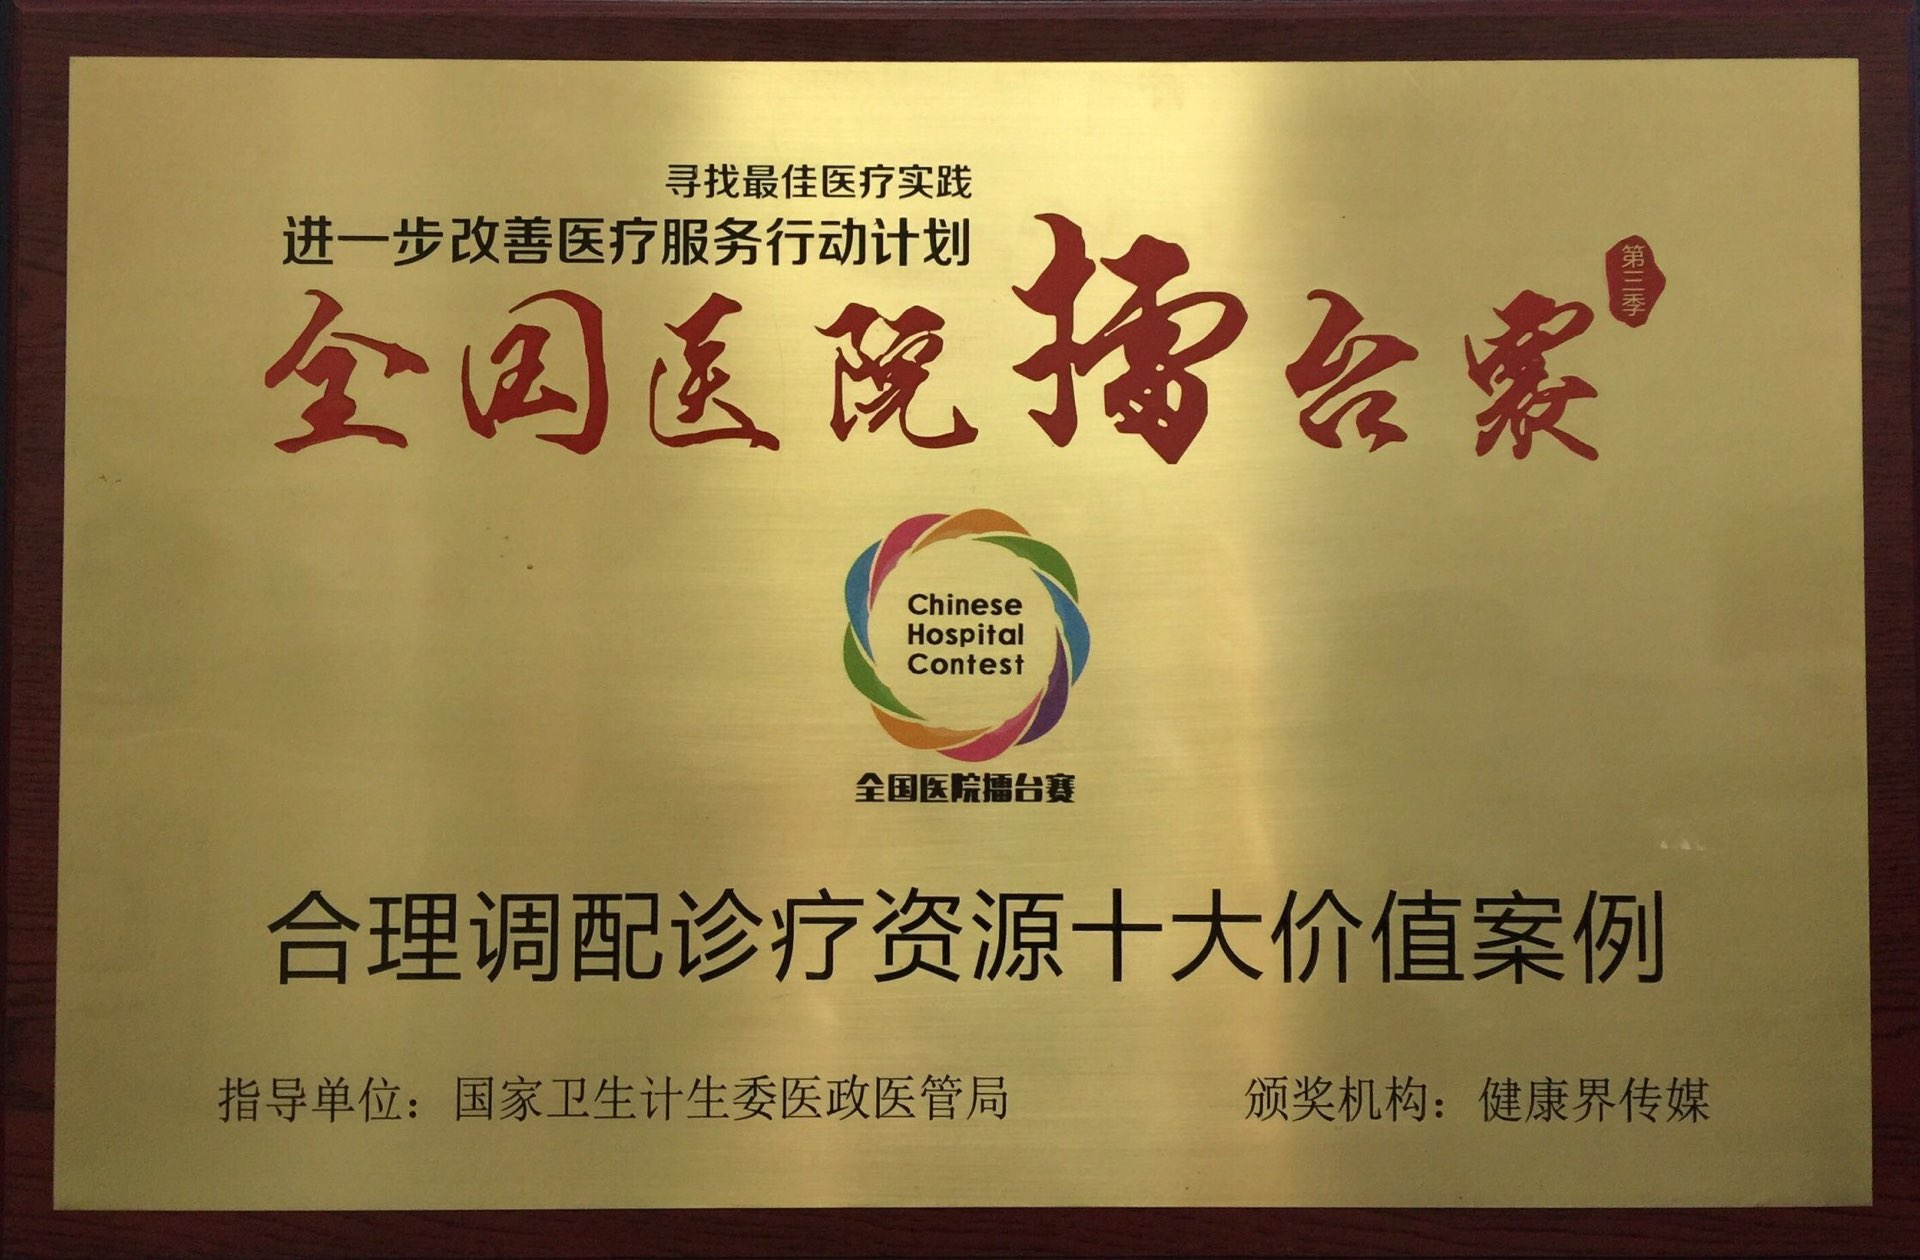 寻找最佳医疗实践
进一步改善医疗服务行动计划
全国医院擂台赛
第三季
Chinese
Hospital
Contest
全国医院擂台赛
合理调配诊疗资源十大价值案例
指导单位：国家卫生计生委医政医管局
颁奖机构：健康界传媒